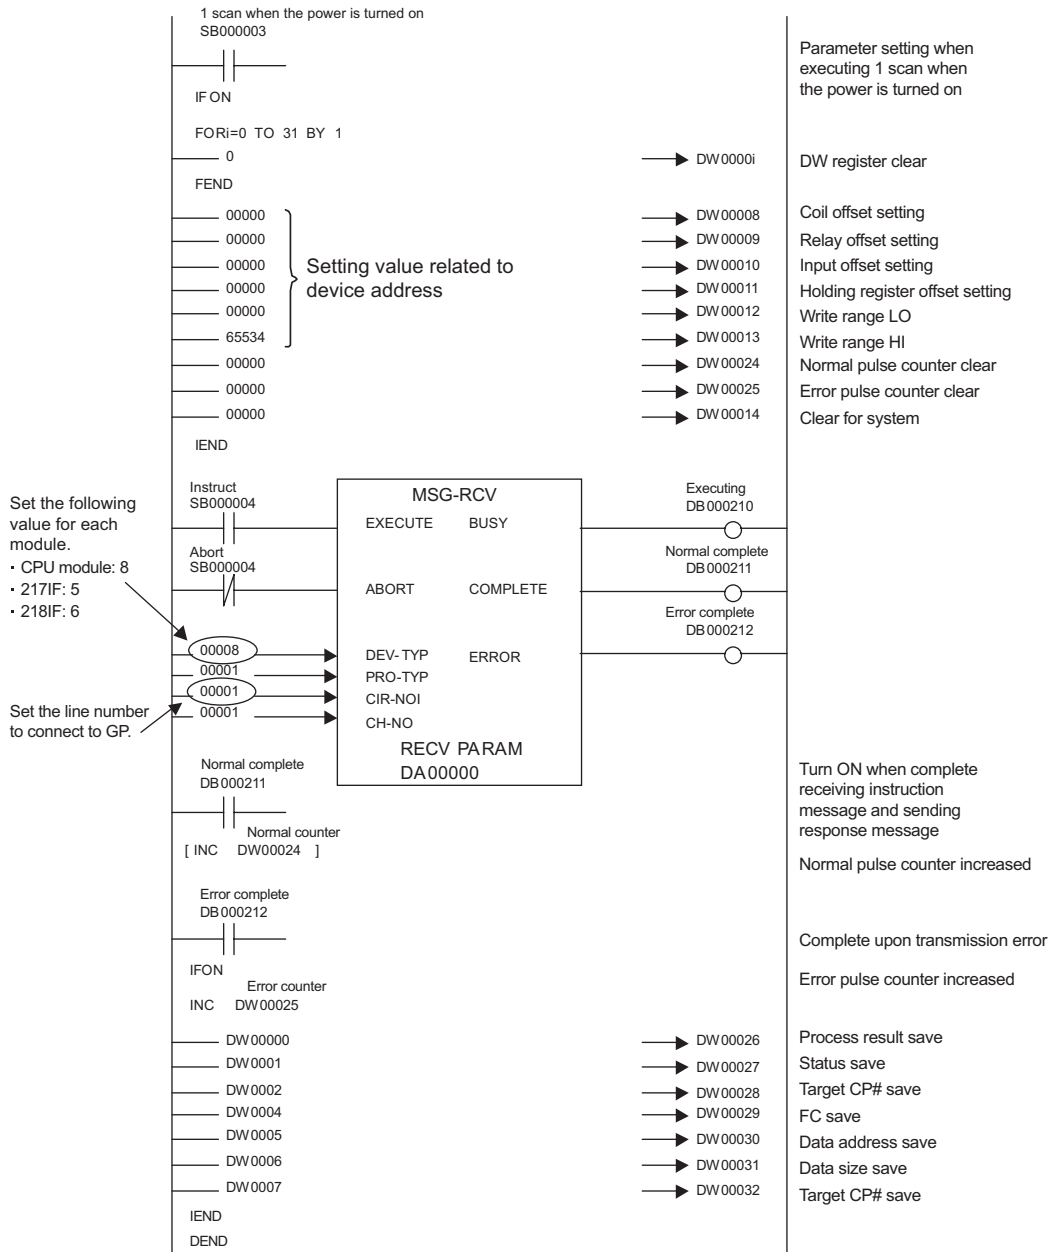 1 scan when the power is turned on
SB000003
IF ON
Parameter setting when
executing 1 scan when
the power is turned on
FORi=0 TO 31 BY 1
0 DW0000i DW register clear
FEND
00000 DW00008 Coil offset setting
00000 DW00009 Relay offset setting
00000 DW00010 Input offset setting
00000 DW00011 Holding register offset setting
00000 DW00012 Write range LO
65534 DW00013 Write range HI
Setting value related to
device address
00000 DW00024 Normal pulse counter clear
00000 DW00025 Error pulse counter clear
00000 DW00014 Clear for system
IEND
Set the following
value for each
module.
・CPU module: 8
・217IF: 5
・218IF: 6
Set the line number
to connect to GP.
Instruct
SB000004
Abort
SB000004
00008
00001
00001
00001
MSG-RCV
EXECUTE BUSY
ABORT COMPLETE
DEV-TYP ERROR
PRO-TYP
CIR-NOI
CH-NO
RECV PARAM
DA00000
Executing
DB000210
Normal complete
DB000211
Error complete
DB000212
Normal complete
DB000211
Normal counter
[ INC DW00024 ]
Turn ON when complete
receiving instruction
message and sending
response message
Normal pulse counter increased
Error complete
DB000212
Complete upon transmission error
IFON
Error counter
INC DW00025
Error pulse counter increased
DW00000 DW00026 Process result save
DW0001 DW00027 Status save
DW0002 DW00028 Target CP# save
DW0004 DW00029 FC save
DW0005 DW00030 Data address save
DW0006 DW00031 Data size save
DW0007 DW00032 Target CP# save
IEND
DEND